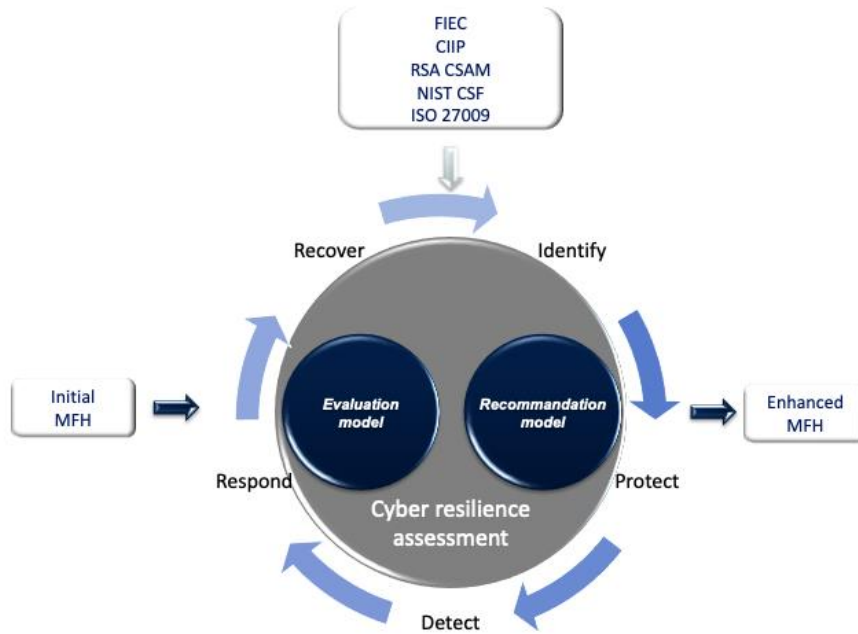 FIEC
CIIP
RSA CSAM
NIST CSF
ISO 27009
Recover
Identify
Initial
MFH
Evaluation
model
Recommandation
model
Enhanced
MFH
Respond
Protect
Cyber resilience
assessment
Detect